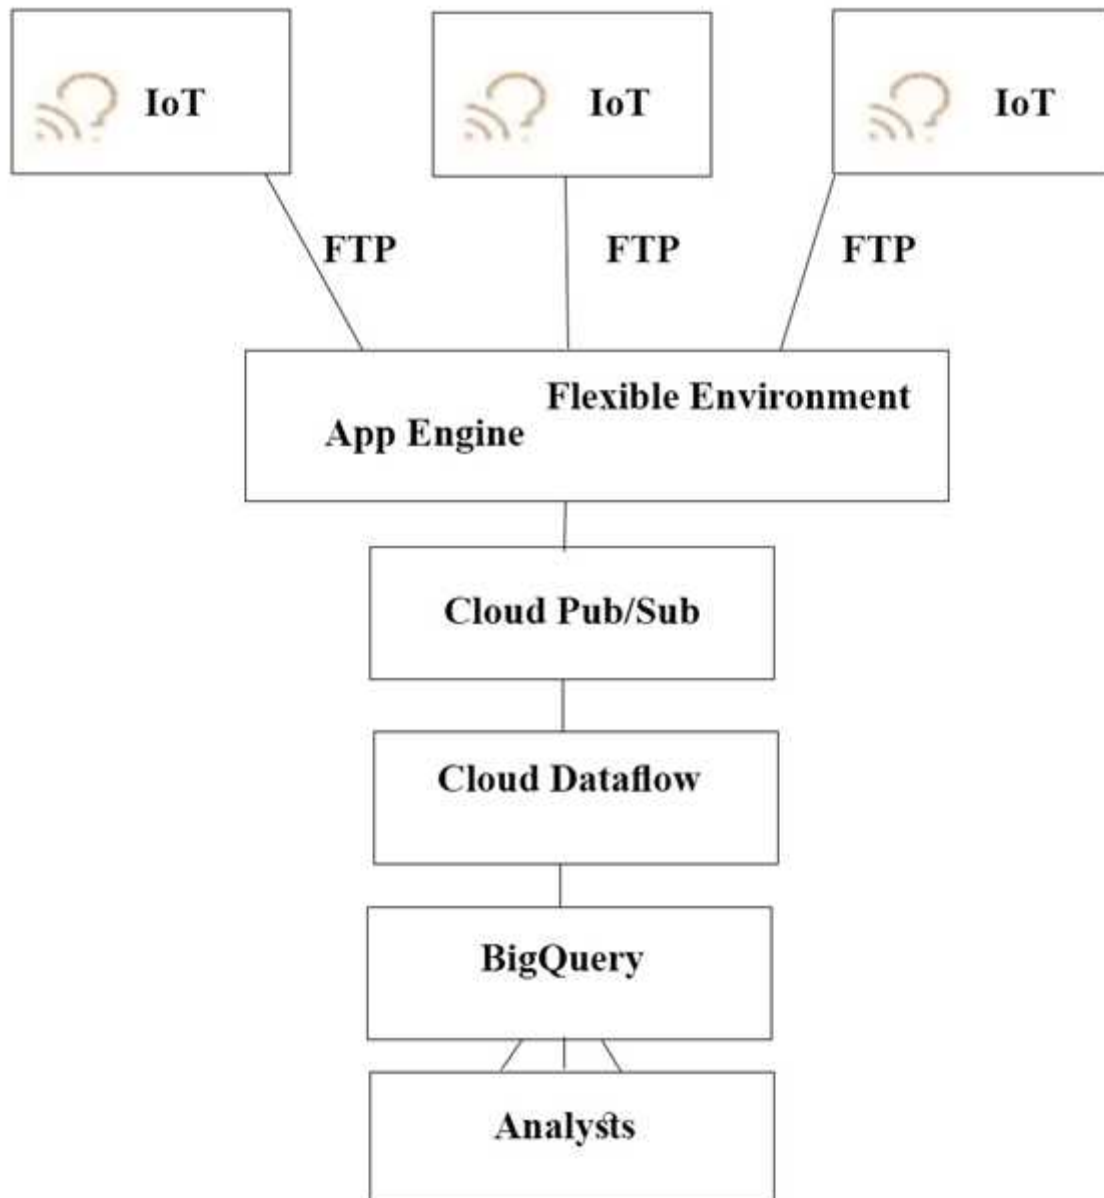 IoT
IoT
IoT
FTP
FTP
FTP
Flexible Environment
App Engine
Cloud Pub/Sub
Cloud Dataflow
BigQuery
Analysts